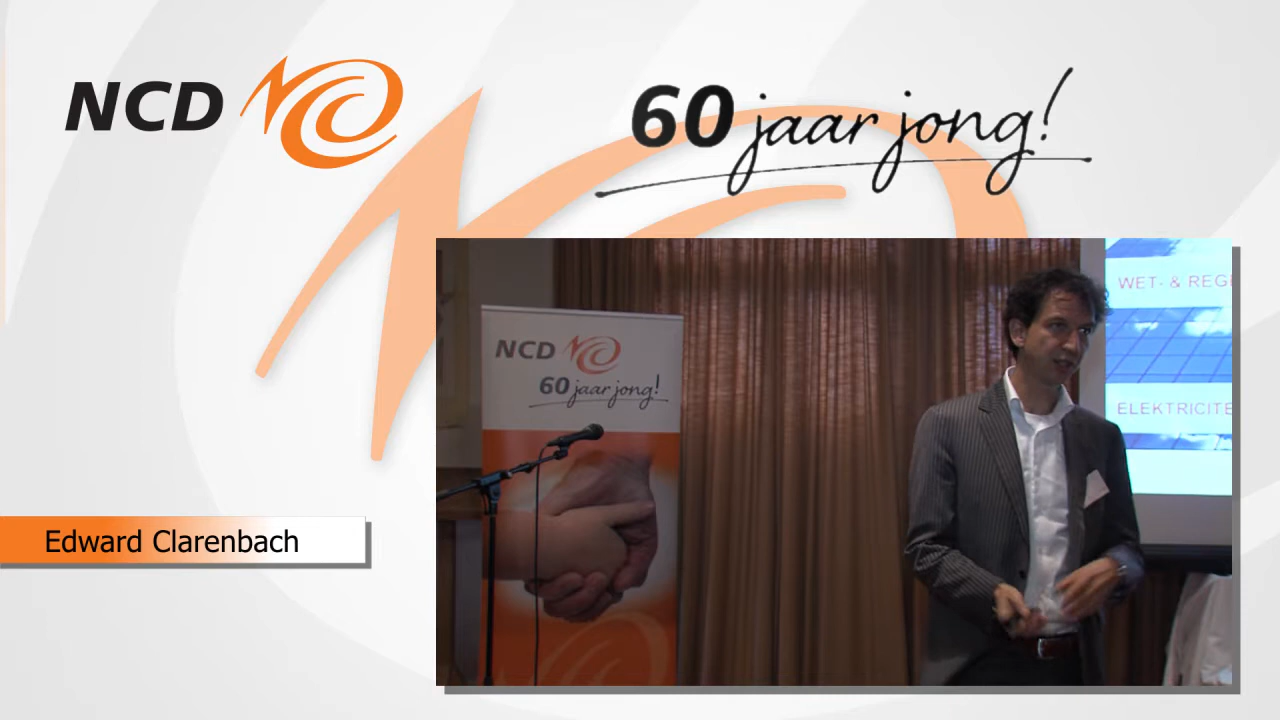 NCD
60 jaar jong!
NCD
60 jaar jong!
WET- & REG
ELEKTRICITE
Edward Clarenbach